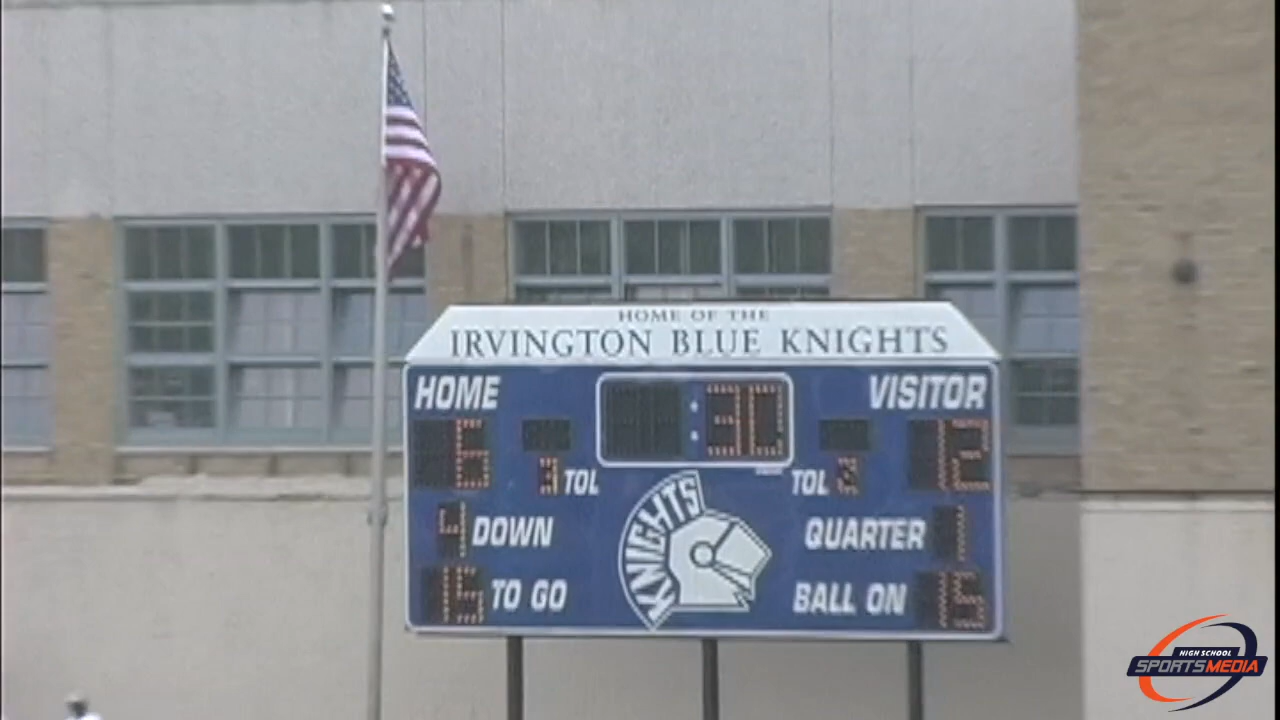 HOME OF THE
IRVINGTON BLUE KNIGHTS
HOME :30 VISITOR
6 12
3 TOL TOL 3
KNIGHTS
4 DOWN QUARTER 1
15 TO GO BALL ON 16
HIGH SCHOOL
SPORTSMEDIA